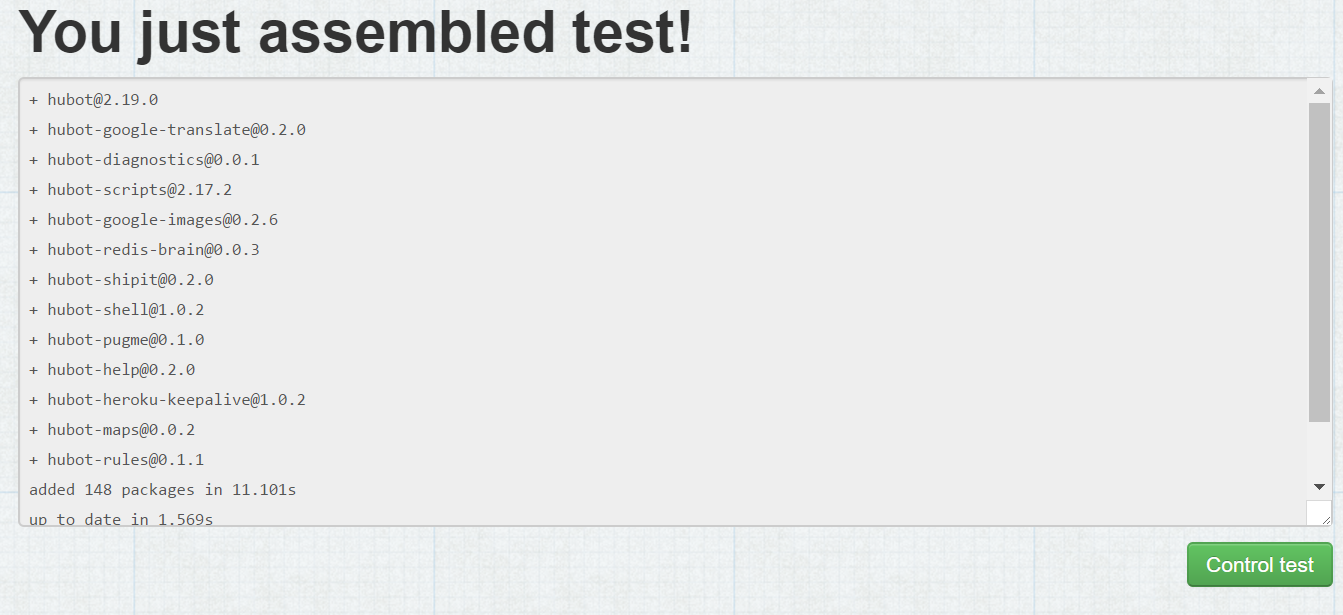 You just assembled test!
+ hubot@2.19.0
+ hubot-google-translate@0.2.0
+ hubot-diagnostics@0.0.1
+ hubot-scripts@2.17.2
+ hubot-google-images@0.2.6
+ hubot-redis-brain@0.0.3
+ hubot-shipit@0.2.0
+ hubot-shell@1.0.2
+ hubot-pugme@0.1.0
+ hubot-help@0.2.0
+ hubot-heroku-keepalive@1.0.2
+ hubot-maps@0.0.2
+ hubot-rules@0.1.1
added 148 packages in 11.101s
up to date in 1.569s
Control test